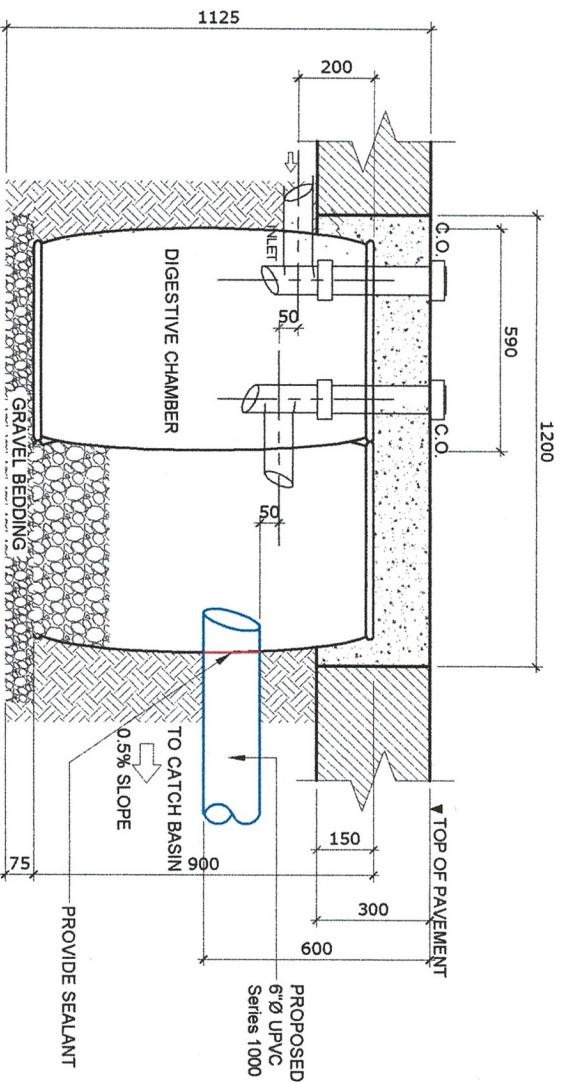 1125
200
C.O.
590
1200
C.O.
INLET
50
DIGESTIVE CHAMBER
50
GRAVEL BEDDING
TO CATCH BASIN
0.5% SLOPE
TOP OF PAVEMENT
150
300
900
600
75
PROVIDE SEALANT
PROPOSED
6"Ø UPVC
Series 1000